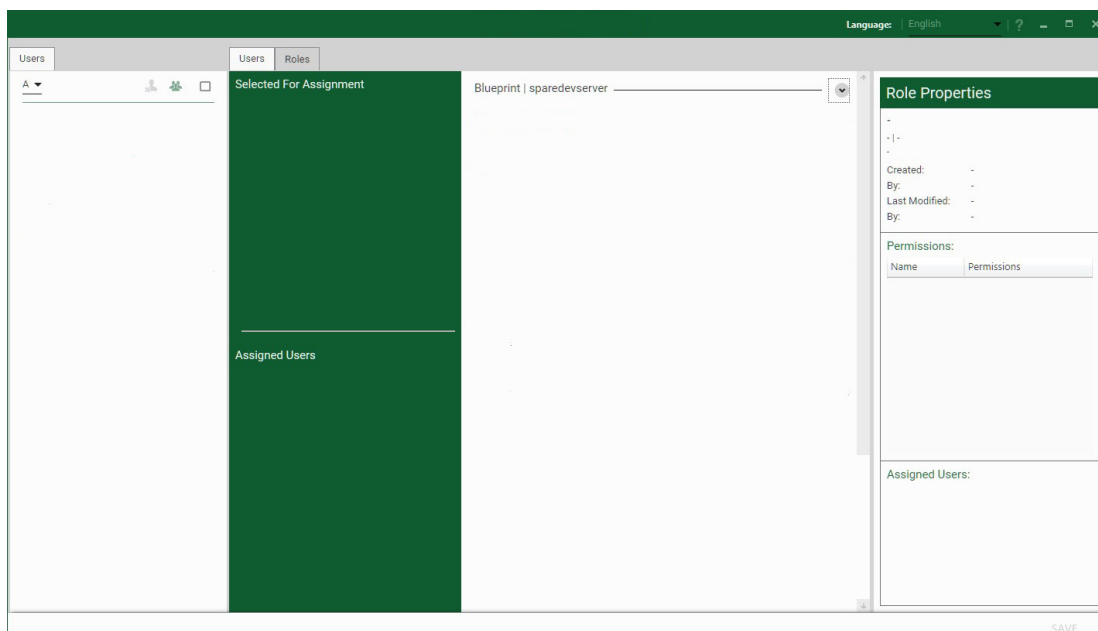 Language: English ?
Users
Users Roles
A
Selected For Assignment
Blueprint | sparedevserver
Role Properties
-
- | -
-
Created: -
By: -
Last Modified: -
By: -
Permissions:
Name Permissions
Assigned Users
Assigned Users:
SAVE